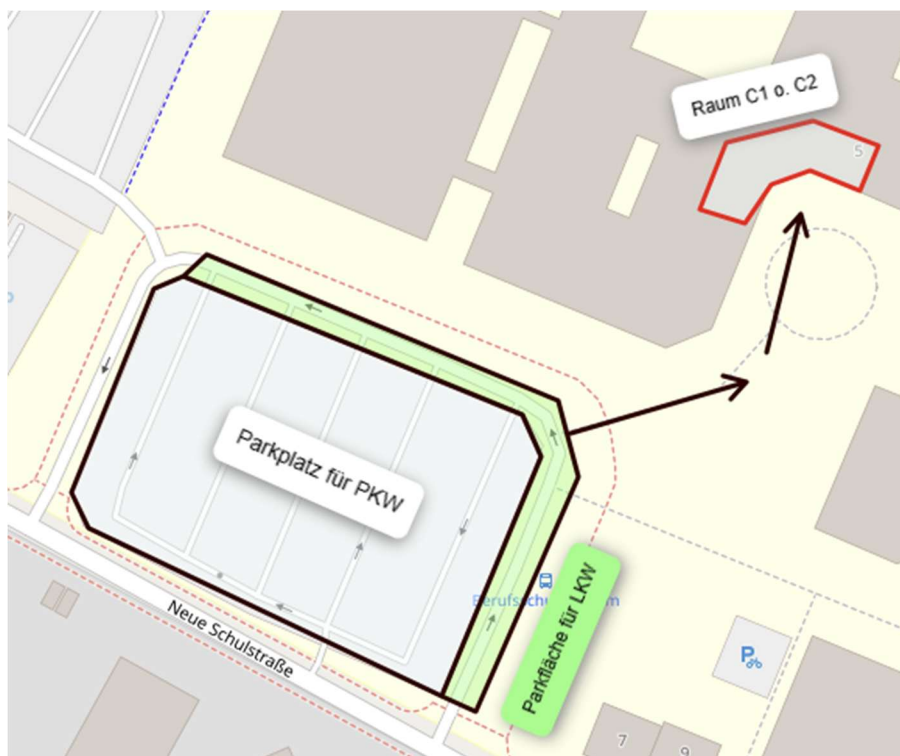 Raum C1 o. C2
5
Parkplatz für PKW
Parkfläche für LKW
Neue Schulstraße
P
7
9